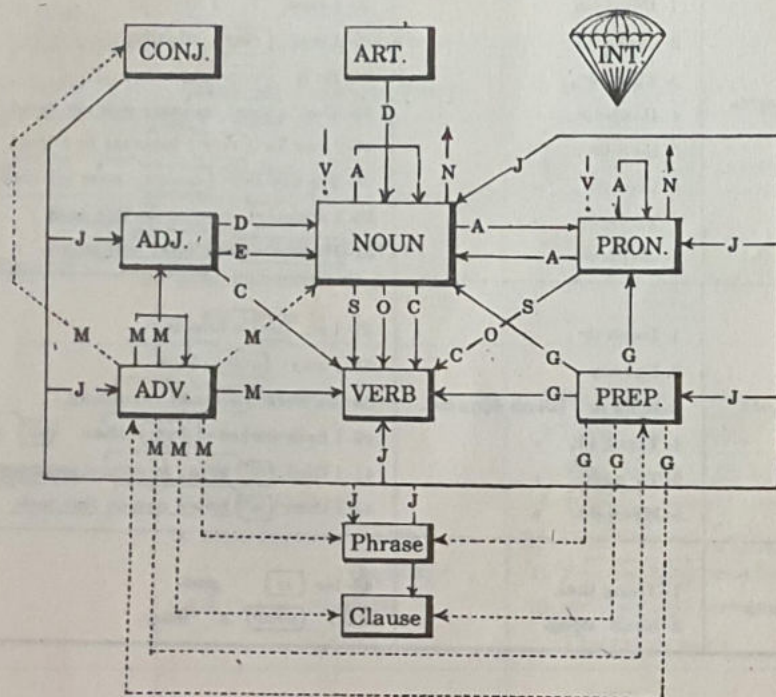 CONJ.
ART.
INT.
D
V A N
J
V A N
J ADJ. D NOUN A PRON. J
E A
C
S O C
S
O
C
M M M M
G G
J ADV. M VERB G PREP. J
M M M
J
G G G
J J
Phrase
Clause